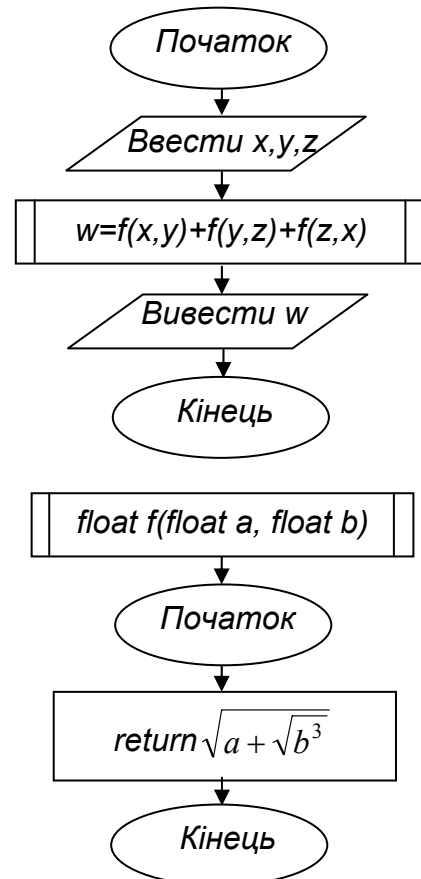 Початок
Ввести x,y,z
w=f(x,y)+f(y,z)+f(z,x)
Вивести w
Кінець
float f(float a, float b)
Початок
return √(a + √(b³))
Кінець